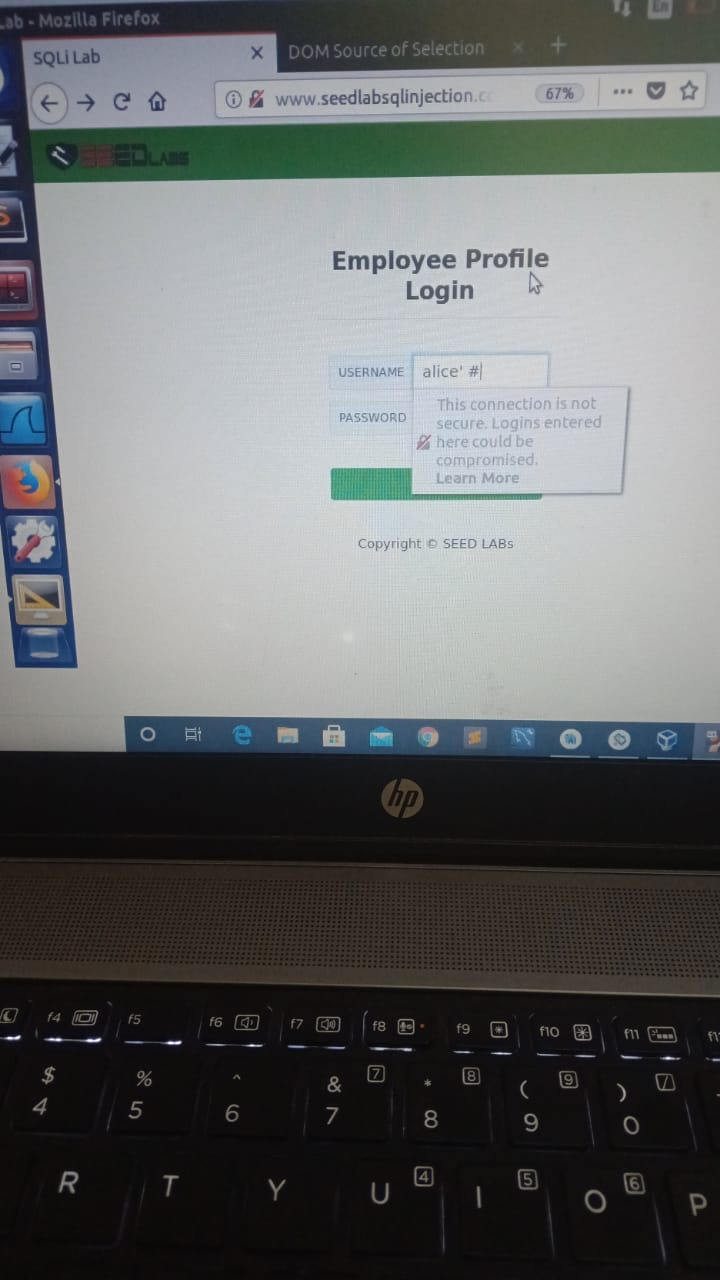 Lab - Mozilla Firefox
En
SQLi Lab
DOM Source of Selection
www.seedlabsqlinjection.c
67%
SEEDLABS
Employee Profile
Login
USERNAME
alice' #
PASSWORD
This connection is not
secure. Logins entered
here could be
compromised.
Learn More
Copyright © SEED LABs
hp
f4 f5 f6 f7 f8 f9 f10 f11
$ % ^ & 7 * 8 ( 9 ) /
4 5 6 7 8 9 0
R T Y U 4 I 5 O 6 P